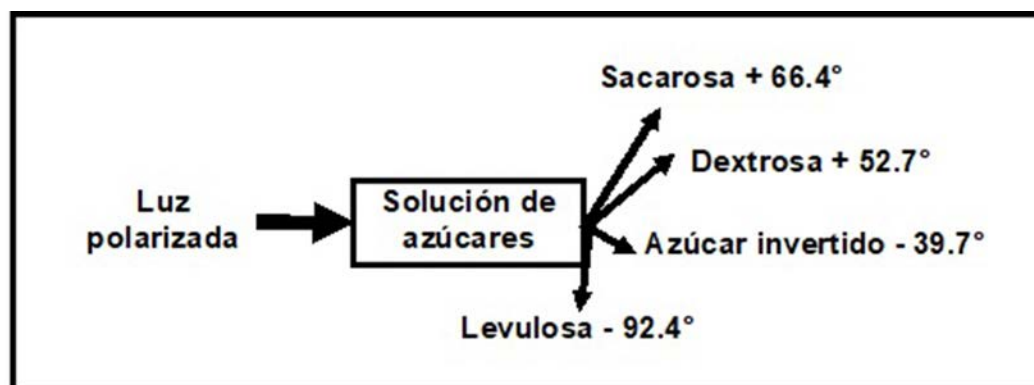 Sacarosa + 66.4°
Dextrosa + 52.7°
Luz
polarizada
Solución de
azúcares
Azúcar invertido - 39.7°
Levulosa - 92.4°